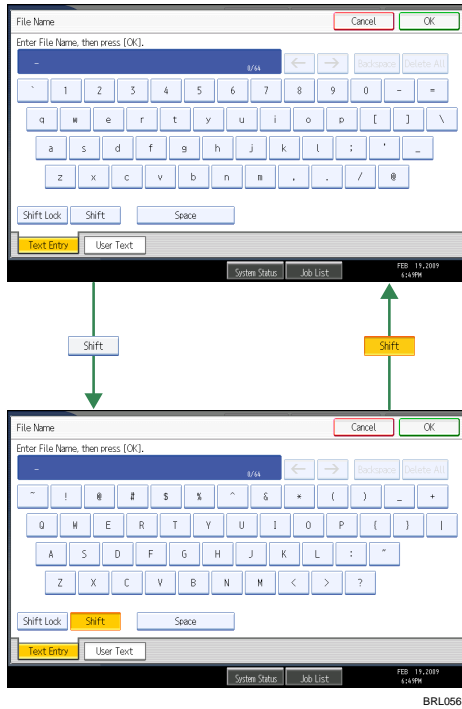 File Name Cancel OK
Enter File Name, then press [OK].
_ 0/64 ← → Backspace Delete All
` 1 2 3 4 5 6 7 8 9 0 - =
q w e r t y u i o p [ ] \
a s d f g h j k l ; ' _
z x c v b n m , . / @
Shift Lock Shift Space
Text Entry User Text
System Status Job List FEB 19,2009
6:49PM
Shift Shift
File Name Cancel OK
Enter File Name, then press [OK].
_ 0/64 ← → Backspace Delete All
~ ! @ # $ % ^ & * ( ) _ +
Q W E R T Y U I O P { } |
A S D F G H J K L : "
Z X C V B N M < > ?
Shift Lock Shift Space
Text Entry User Text
System Status Job List FEB 19,2009
6:49PM
BRL056